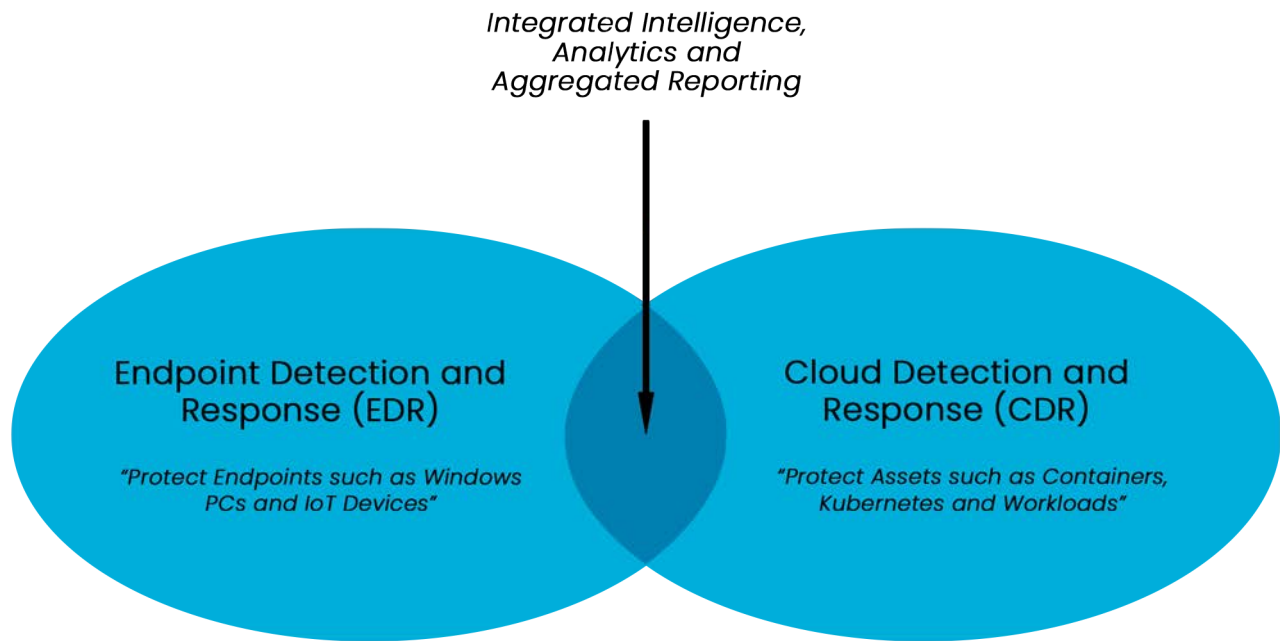 Integrated Intelligence,
Analytics and
Aggregated Reporting
Endpoint Detection and
Response (EDR)
“Protect Endpoints such as Windows
PCs and IoT Devices”
Cloud Detection and
Response (CDR)
“Protect Assets such as Containers,
Kubernetes and Workloads”